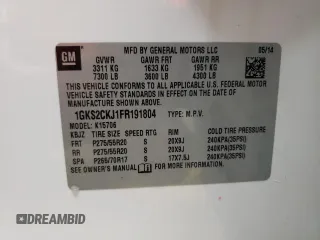 GM
MFD BY GENERAL MOTORS LLC 05/14
GVWR GAWR FRT GAWR RR
3311 KG 1633 KG 1951 KG
7300 LB 3600 LB 4300 LB
THIS VEHICLE CONFORMS TO ALL APPLICABLE U.S. FEDERAL MOTOR
VEHICLE SAFETY STANDARDS IN EFFECT ON THE DATE OF
MANUFACTURE SHOWN ABOVE.
1GKS2CKJ1FR191804 TYPE: M.P.V.
MODEL: K15706
KBJZ TIRE SIZE SPEED RTG RIM COLD TIRE PRESSURE
FRT P275/55R20 S 20X9J 240KPA(35PSI)
RR P275/55R20 S 20X9J 240KPA(35PSI)
SPA P265/70R17 S 17X7.5J 240KPA(35PSI)
SEE OWNER'S MANUAL FOR MORE INFORMATION.
© DREAMBID